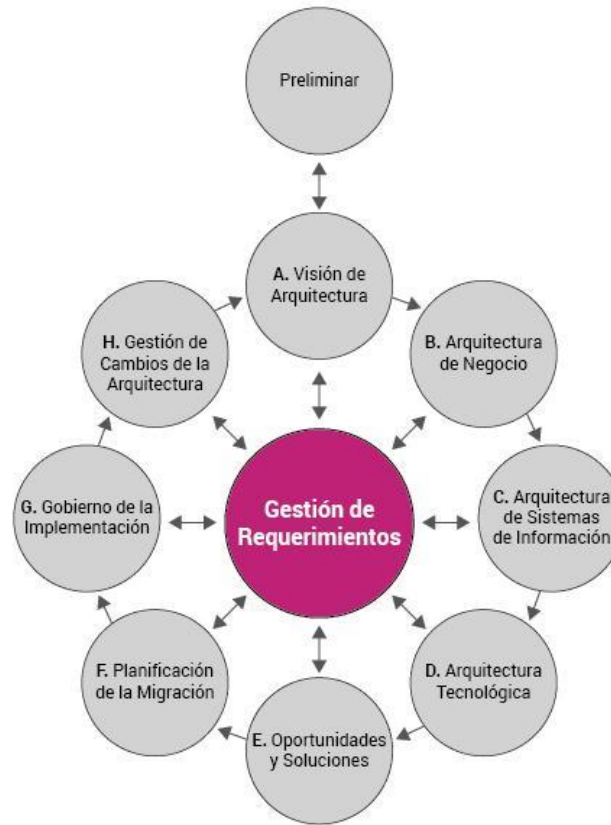 Preliminar
A. Visión de
Arquitectura
H. Gestión de
Cambios de la
Arquitectura
B. Arquitectura
de Negocio
G. Gobierno de la
Implementación
Gestión de
Requerimientos
C. Arquitectura
de Sistemas
de Información
F. Planificación
de la Migración
D. Arquitectura
Tecnológica
E. Oportunidades
y Soluciones